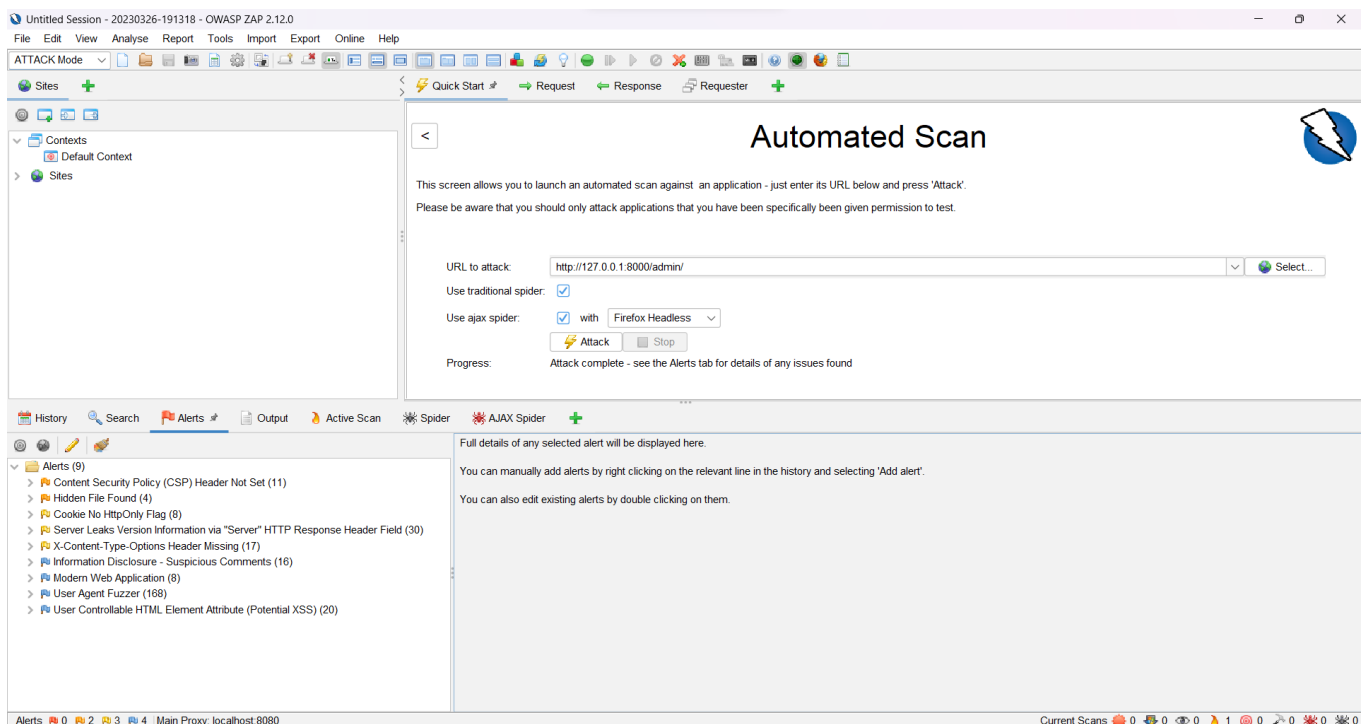 Untitled Session - 20230326-191318 - OWASP ZAP 2.12.0
File Edit View Analyse Report Tools Import Export Online Help
ATTACK Mode
Sites
Quick Start Request Response Requester
Contexts
Default Context
Sites
<
Automated Scan
This screen allows you to launch an automated scan against an application - just enter its URL below and press 'Attack'.
Please be aware that you should only attack applications that you have been specifically been given permission to test.
URL to attack: http://127.0.0.1:8000/admin/ Select...
Use traditional spider:
Use ajax spider: with Firefox Headless
Attack Stop
Progress: Attack complete - see the Alerts tab for details of any issues found
History Search Alerts Output Active Scan Spider AJAX Spider
Alerts (9)
Content Security Policy (CSP) Header Not Set (11)
Hidden File Found (4)
Cookie No HttpOnly Flag (8)
Server Leaks Version Information via "Server" HTTP Response Header Field (30)
X-Content-Type-Options Header Missing (17)
Information Disclosure - Suspicious Comments (16)
Modern Web Application (8)
User Agent Fuzzer (168)
User Controllable HTML Element Attribute (Potential XSS) (20)
Full details of any selected alert will be displayed here.
You can manually add alerts by right clicking on the relevant line in the history and selecting 'Add alert'.
You can also edit existing alerts by double clicking on them.
Alerts 0 2 3 4 Main Proxy: localhost:8080
Current Scans 0 0 0 1 0 0 0 0